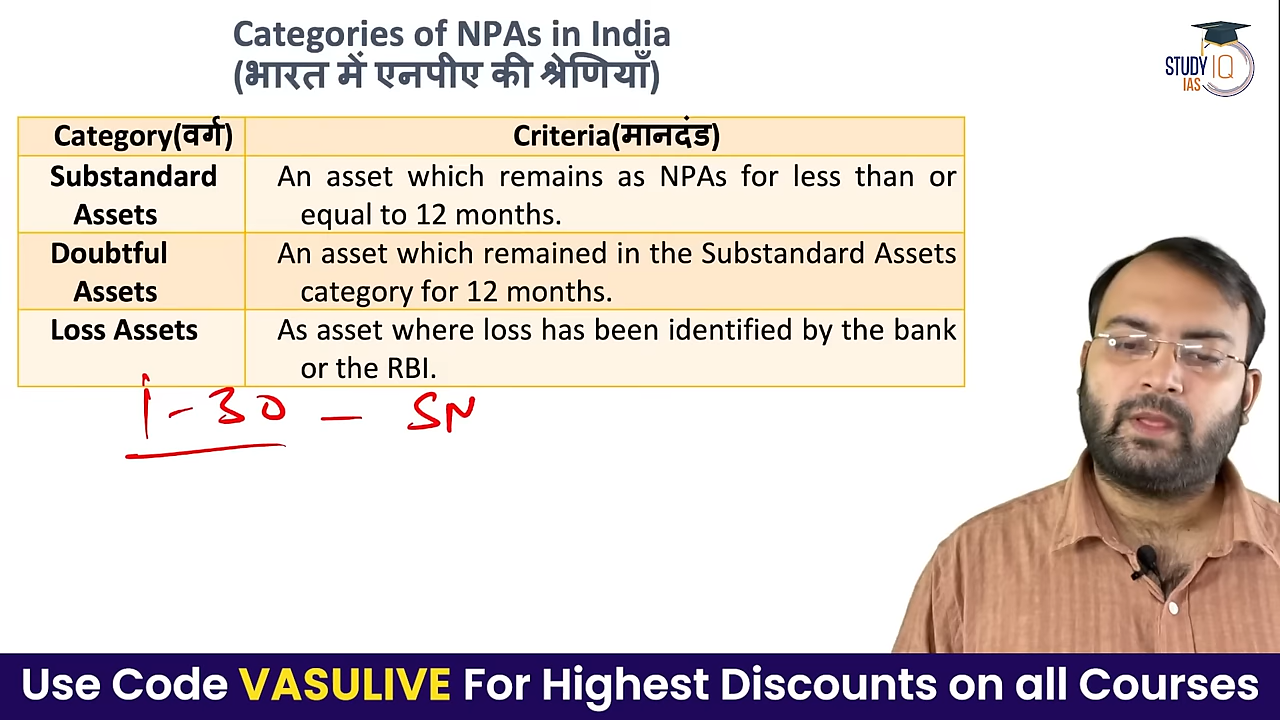 Categories of NPAs in India
(भारत में एनपीए की श्रेणियाँ)
STUDY IQ
IAS
Category(वर्ग) Criteria(मानदंड)
Substandard Assets An asset which remains as NPAs for less than or
equal to 12 months.
Doubtful Assets An asset which remained in the Substandard Assets
category for 12 months.
Loss Assets As asset where loss has been identified by the bank
or the RBI.
1-30 - SM
Use Code VASULIVE For Highest Discounts on all Courses